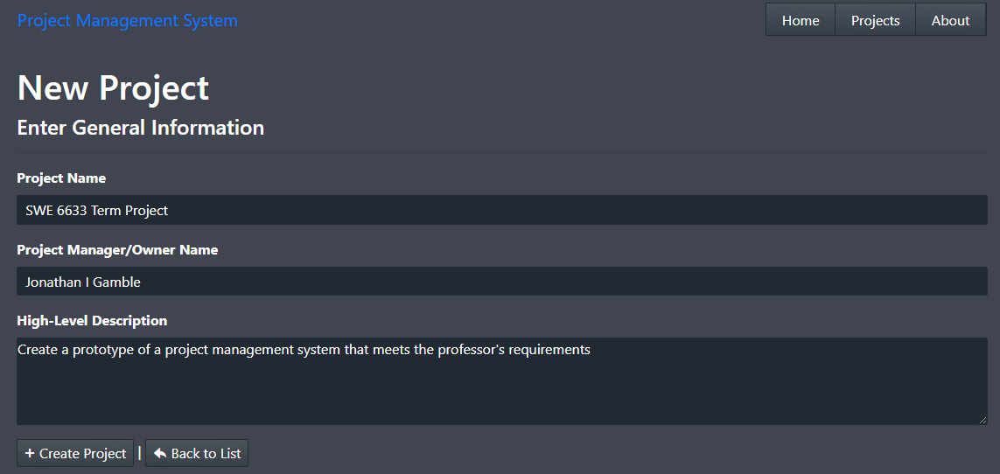 Project Management System
Home Projects About
New Project
Enter General Information
Project Name
SWE 6633 Term Project
Project Manager/Owner Name
Jonathan I Gamble
High-Level Description
Create a prototype of a project management system that meets the professor's requirements
+ Create Project | Back to List